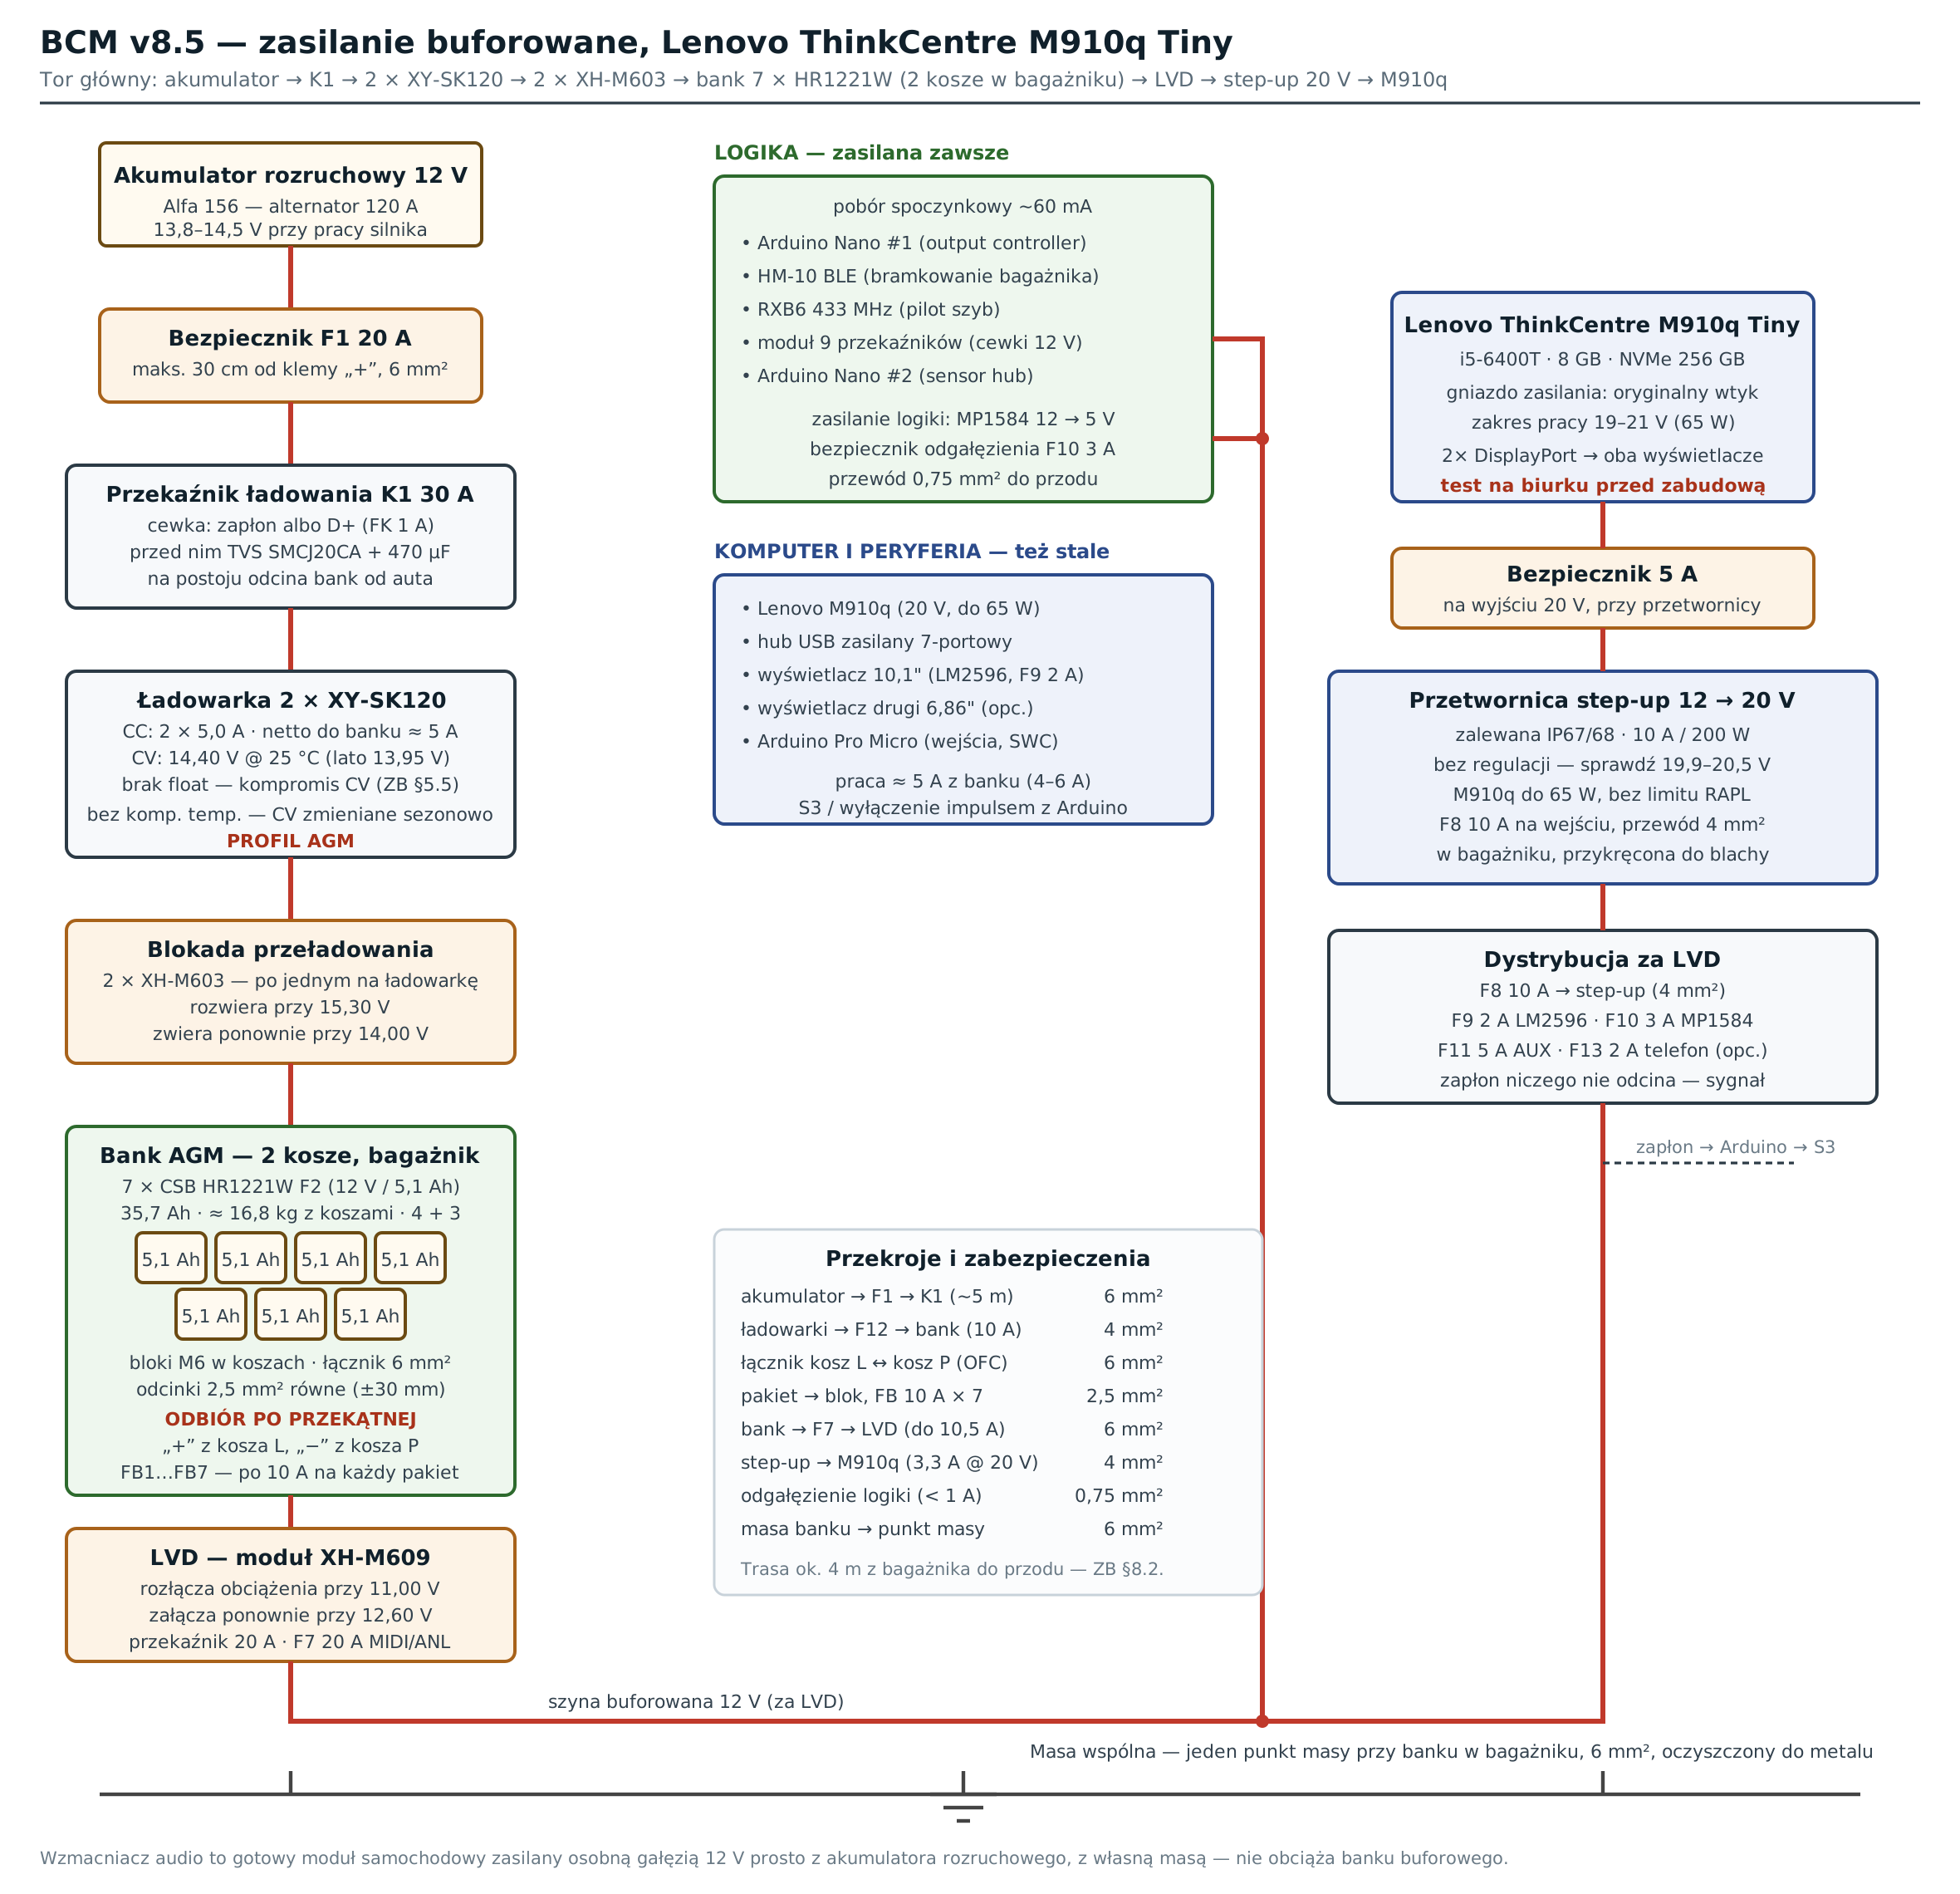 BCM v8.5 — zasilanie buforowane, Lenovo ThinkCentre M910q Tiny
Tor główny: akumulator → K1 → 2 × XY-SK120 → 2 × XH-M603 → bank 7 × HR1221W (2 kosze w bagażniku) → LVD → step-up 20 V → M910q
Akumulator rozruchowy 12 V
Alfa 156 — alternator 120 A
13,8–14,5 V przy pracy silnika
Bezpiecznik F1 20 A
maks. 30 cm od klemy „+”, 6 mm²
Przekaźnik ładowania K1 30 A
cewka: zapłon albo D+ (FK 1 A)
przed nim TVS SMCJ20CA + 470 µF
na postoju odcina bank od auta
Ładowarka 2 × XY-SK120
CC: 2 × 5,0 A · netto do banku ≈ 5 A
CV: 14,40 V @ 25 °C (lato 13,95 V)
brak float — kompromis CV (ZB §5.5)
bez komp. temp. — CV zmieniane sezonowo
PROFIL AGM
Blokada przeładowania
2 × XH-M603 — po jednym na ładowarkę
rozwiera przy 15,30 V
zwiera ponownie przy 14,00 V
Bank AGM — 2 kosze, bagażnik
7 × CSB HR1221W F2 (12 V / 5,1 Ah)
35,7 Ah · ≈ 16,8 kg z koszami · 4 + 3
5,1 Ah 5,1 Ah 5,1 Ah 5,1 Ah
5,1 Ah 5,1 Ah 5,1 Ah
bloki M6 w koszach · łącznik 6 mm²
odcinki 2,5 mm² równe (±30 mm)
ODBIÓR PO PRZEKĄTNEJ
„+” z kosza L, „−” z kosza P
FB1…FB7 — po 10 A na każdy pakiet
LVD — moduł XH-M609
rozłącza obciążenia przy 11,00 V
załącza ponownie przy 12,60 V
przekaźnik 20 A · F7 20 A MIDI/ANL
LOGIKA — zasilana zawsze
pobór spoczynkowy ~60 mA
• Arduino Nano #1 (output controller)
• HM-10 BLE (bramkowanie bagażnika)
• RXB6 433 MHz (pilot szyb)
• moduł 9 przekaźników (cewki 12 V)
• Arduino Nano #2 (sensor hub)
zasilanie logiki: MP1584 12 → 5 V
bezpiecznik odgałęzienia F10 3 A
przewód 0,75 mm² do przodu
KOMPUTER I PERYFERIA — też stale
• Lenovo M910q (20 V, do 65 W)
• hub USB zasilany 7-portowy
• wyświetlacz 10,1" (LM2596, F9 2 A)
• wyświetlacz drugi 6,86" (opc.)
• Arduino Pro Micro (wejścia, SWC)
praca ≈ 5 A z banku (4–6 A)
S3 / wyłączenie impulsem z Arduino
Przekroje i zabezpieczenia
akumulator → F1 → K1 (~5 m) 6 mm²
ładowarki → F12 → bank (10 A) 4 mm²
łącznik kosz L ↔ kosz P (OFC) 6 mm²
pakiet → blok, FB 10 A × 7 2,5 mm²
bank → F7 → LVD (do 10,5 A) 6 mm²
step-up → M910q (3,3 A @ 20 V) 4 mm²
odgałęzienie logiki (< 1 A) 0,75 mm²
masa banku → punkt masy 6 mm²
Trasa ok. 4 m z bagażnika do przodu — ZB §8.2.
Lenovo ThinkCentre M910q Tiny
i5-6400T · 8 GB · NVMe 256 GB
gniazdo zasilania: oryginalny wtyk
zakres pracy 19–21 V (65 W)
2× DisplayPort → oba wyświetlacze
test na biurku przed zabudową
Bezpiecznik 5 A
na wyjściu 20 V, przy przetwornicy
Przetwornica step-up 12 → 20 V
zalewana IP67/68 · 10 A / 200 W
bez regulacji — sprawdź 19,9–20,5 V
M910q do 65 W, bez limitu RAPL
F8 10 A na wejściu, przewód 4 mm²
w bagażniku, przykręcona do blachy
Dystrybucja za LVD
F8 10 A → step-up (4 mm²)
F9 2 A LM2596 · F10 3 A MP1584
F11 5 A AUX · F13 2 A telefon (opc.)
zapłon niczego nie odcina — sygnał
zapłon → Arduino → S3
szyna buforowana 12 V (za LVD)
Masa wspólna — jeden punkt masy przy banku w bagażniku, 6 mm², oczyszczony do metalu
Wzmacniacz audio to gotowy moduł samochodowy zasilany osobną gałęzią 12 V prosto z akumulatora rozruchowego, z własną masą — nie obciąża banku buforowego.